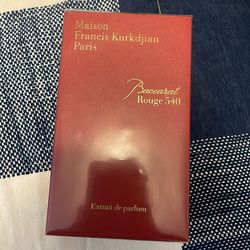 Maison
Francis Kurkdjian
Paris
Baccarat
Rouge 540
Extrait de parfum